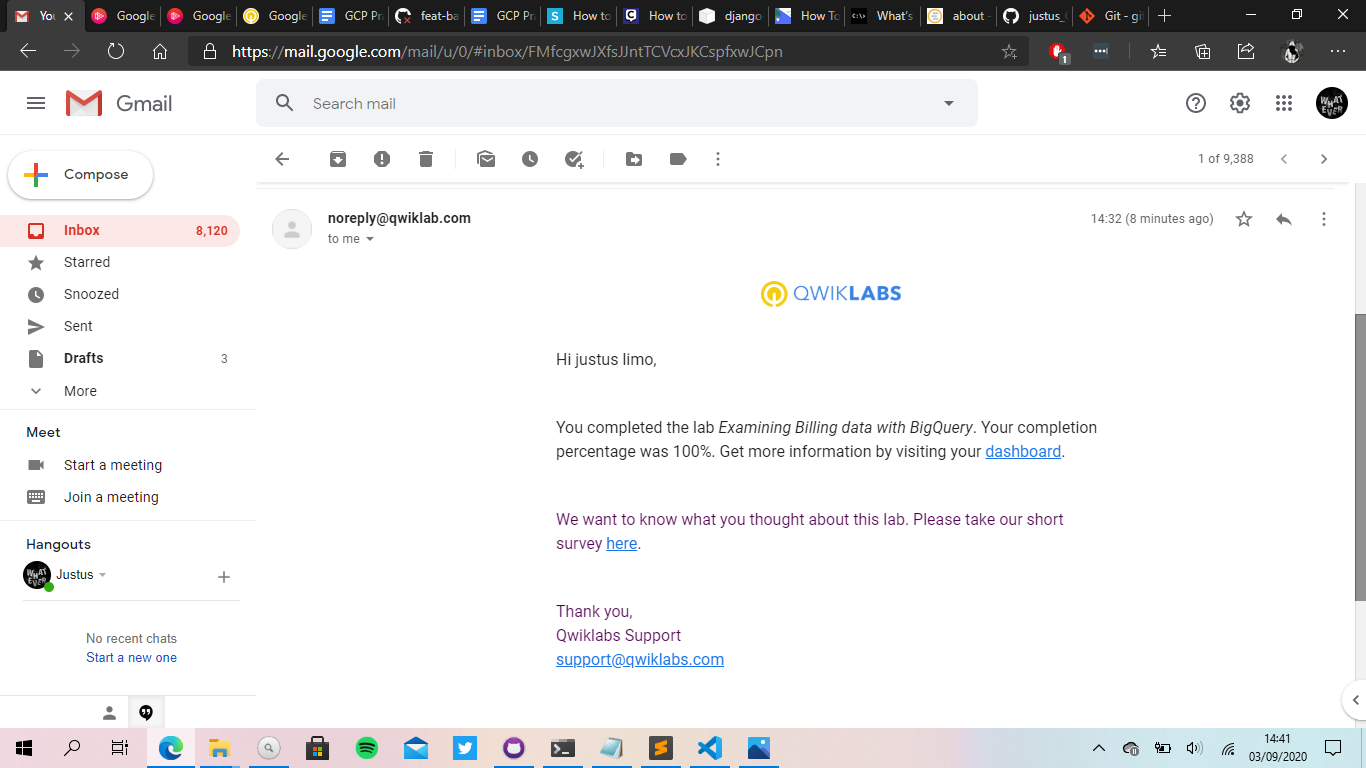 You
Google
Google
Google
GCP Pr
feat-ba
GCP Pr
How to
How to
django
How To
What's
about -
justus_
Git - gi
https://mail.google.com/mail/u/0/#inbox/FMfcgxwJXfsJJntTCVcxJKCspfxwJCpn
1
Gmail
Search mail
WHAT EVER
Compose
1 of 9,388
Inbox 8,120
Starred
Snoozed
Sent
Drafts 3
More
Meet
Start a meeting
Join a meeting
Hangouts
Justus
No recent chats
Start a new one
noreply@qwiklab.com
14:32 (8 minutes ago)
to me
QWIKLABS
Hi justus limo,
You completed the lab Examining Billing data with BigQuery. Your completion
percentage was 100%. Get more information by visiting your dashboard.
We want to know what you thought about this lab. Please take our short
survey here.
Thank you,
Qwiklabs Support
support@qwiklabs.com
14:41
03/09/2020